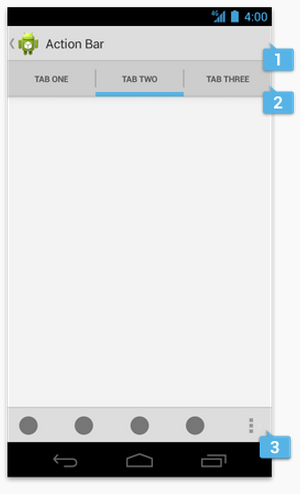 4G 4:00
Action Bar
1
TAB ONE TAB TWO TAB THREE
2
3